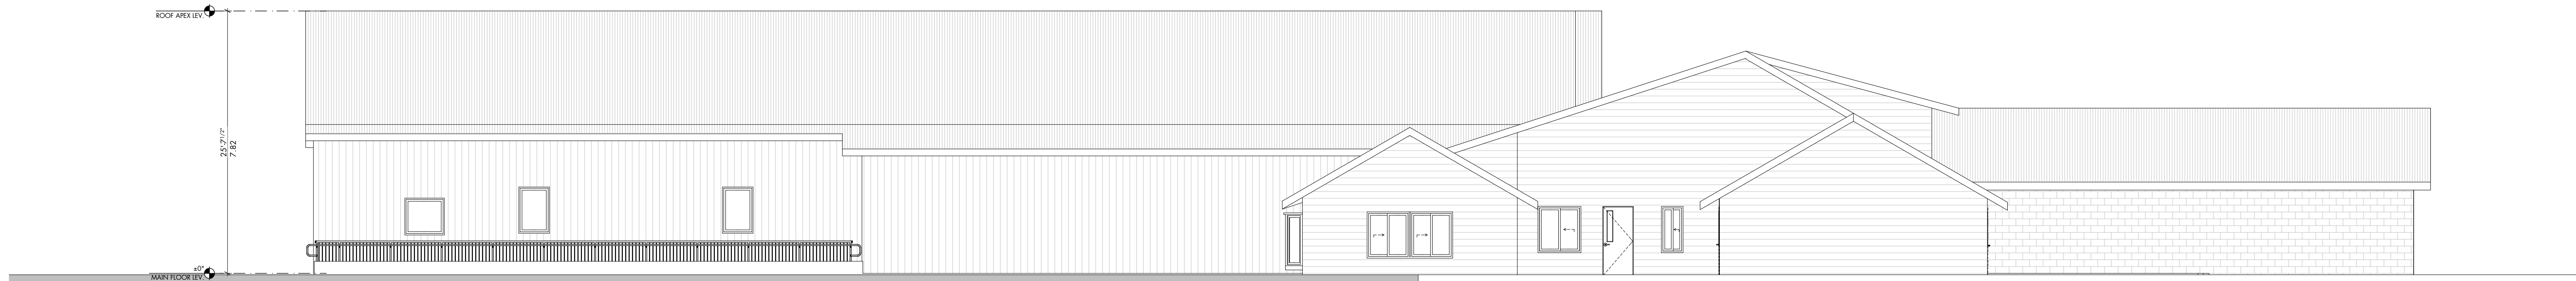 ROOF APEX LEV.
25'-7 1/2"
7.82
±0"
MAIN FLOOR LEV.